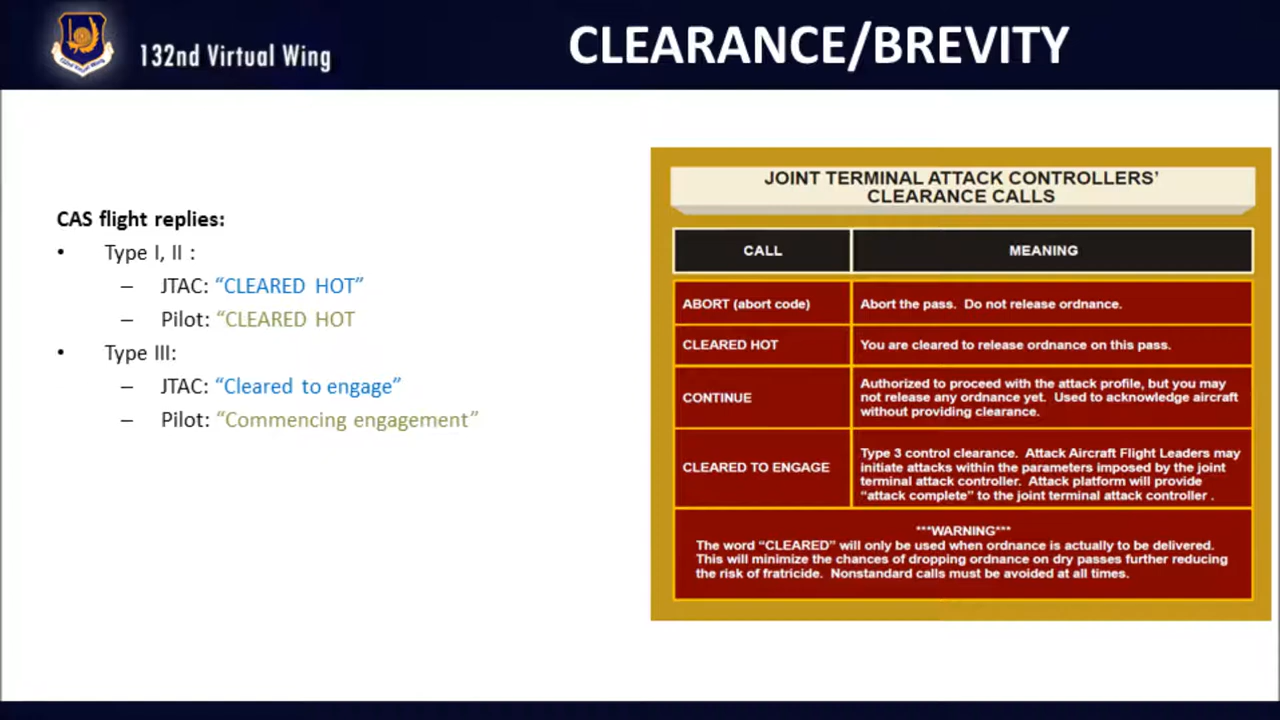 132nd Virtual Wing
CLEARANCE/BREVITY
CAS flight replies:
• Type I, II :
– JTAC: “CLEARED HOT”
– Pilot: “CLEARED HOT
• Type III:
– JTAC: “Cleared to engage”
– Pilot: “Commencing engagement”
JOINT TERMINAL ATTACK CONTROLLERS’
CLEARANCE CALLS
CALL
MEANING
ABORT (abort code)
Abort the pass. Do not release ordnance.
CLEARED HOT
You are cleared to release ordnance on this pass.
CONTINUE
Authorized to proceed with the attack profile, but you may
not release any ordnance yet. Used to acknowledge aircraft
without providing clearance.
CLEARED TO ENGAGE
Type 3 control clearance. Attack Aircraft Flight Leaders may
initiate attacks within the parameters imposed by the joint
terminal attack controller. Attack platform will provide
“attack complete” to the joint terminal attack controller .
***WARNING***
The word “CLEARED” will only be used when ordnance is actually to be delivered.
This will minimize the chances of dropping ordnance on dry passes further reducing
the risk of fratricide. Nonstandard calls must be avoided at all times.